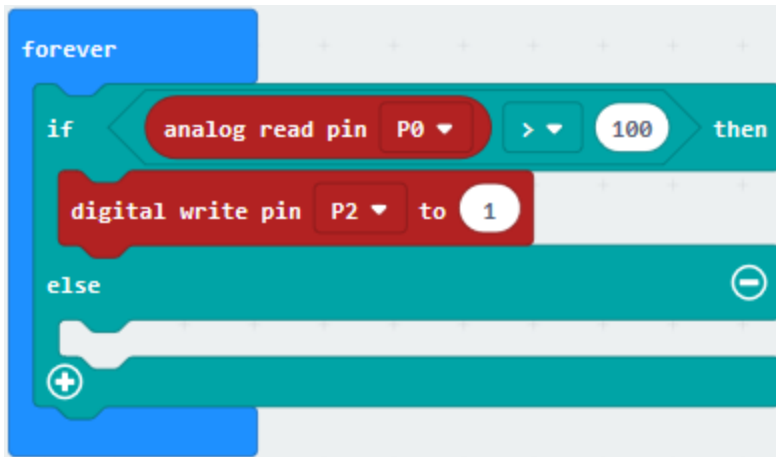 forever
if analog read pin P0 > 100 then
digital write pin P2 to 1
else